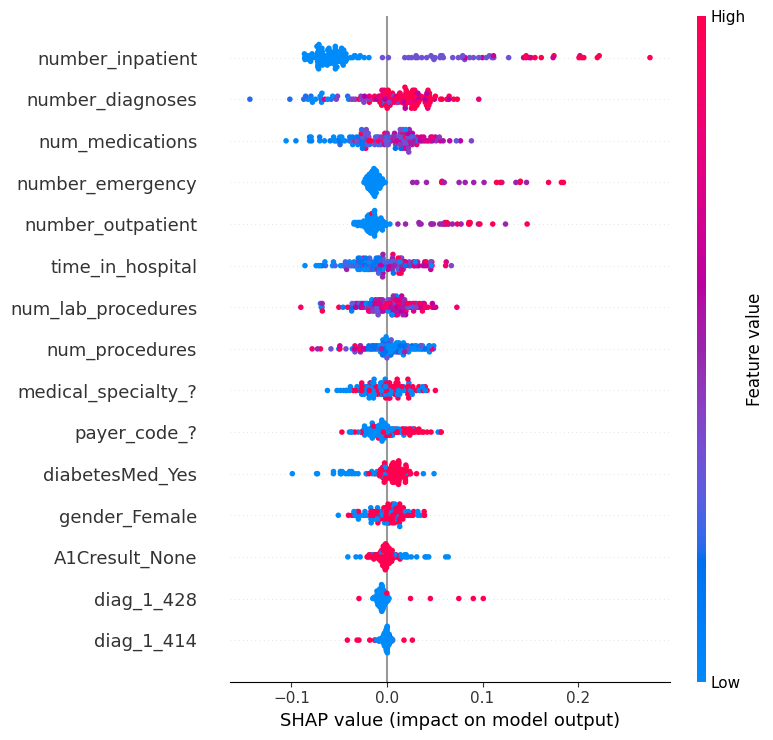 High
number_inpatient
number_diagnoses
num_medications
number_emergency
number_outpatient
time_in_hospital
num_lab_procedures
num_procedures
medical_specialty_?
payer_code_?
diabetesMed_Yes
gender_Female
A1Cresult_None
diag_1_428
diag_1_414
Feature value
Low
−0.1 0.0 0.1 0.2
SHAP value (impact on model output)